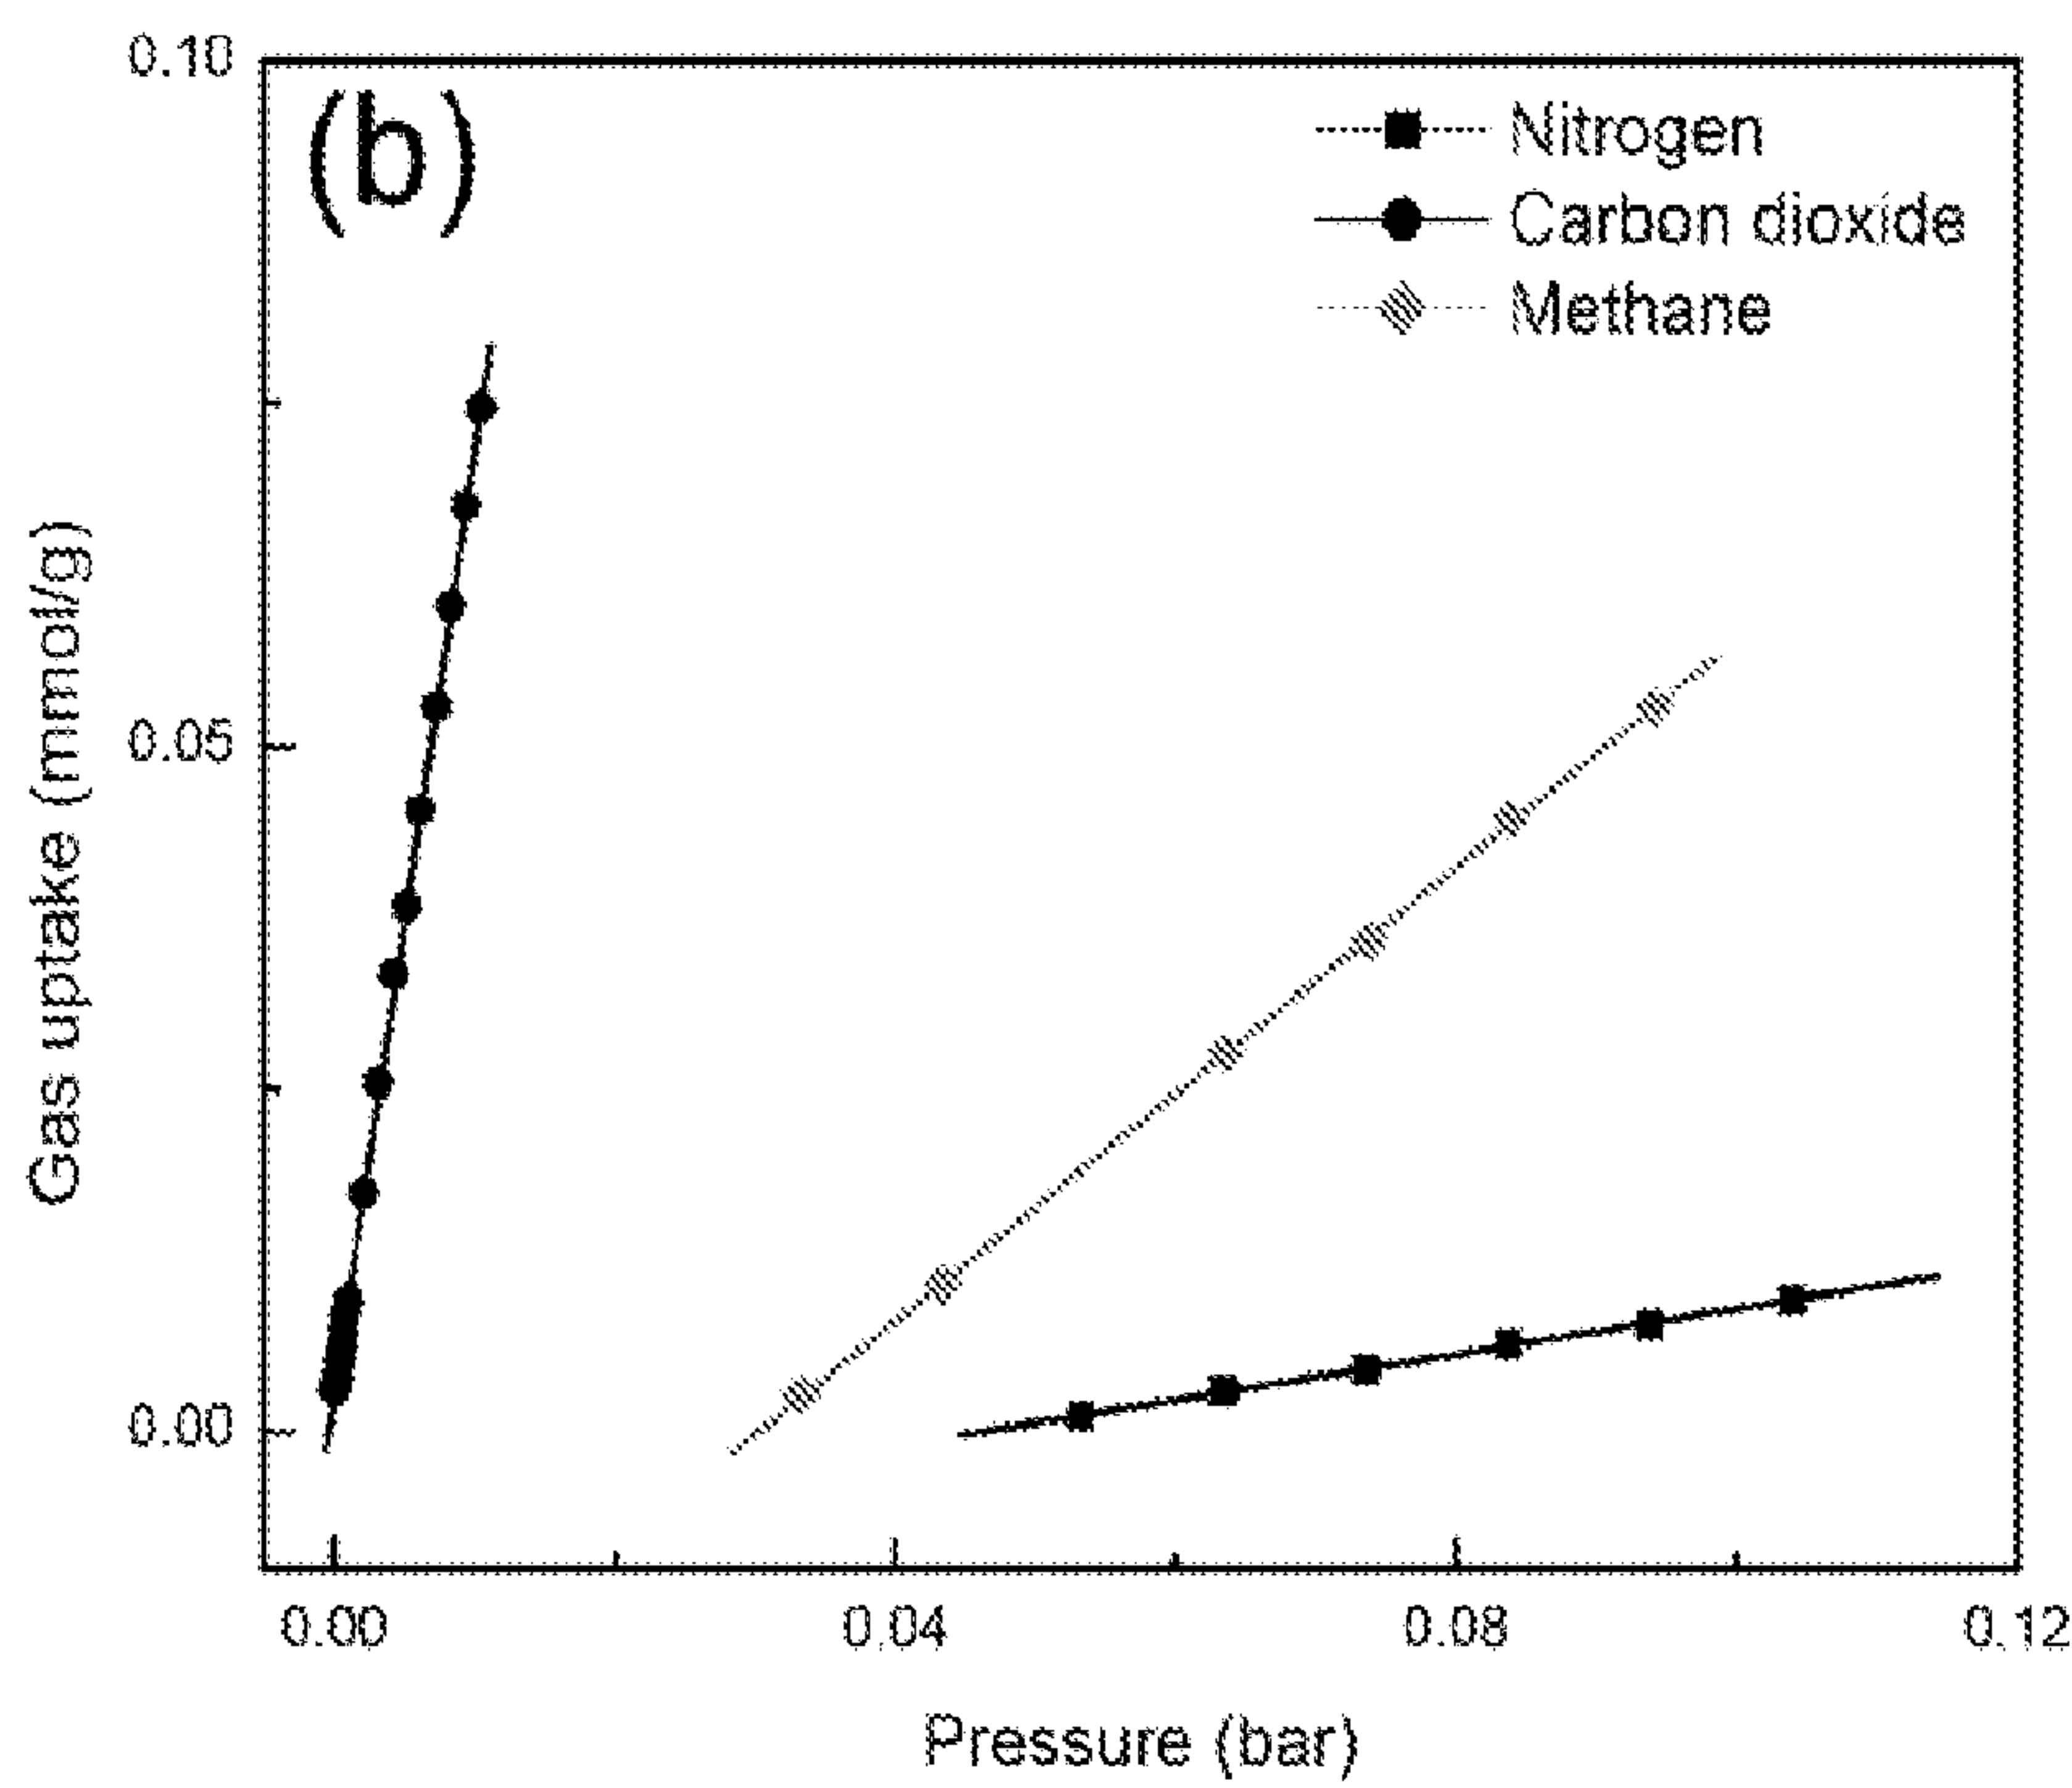 0.10
(b)
Nitrogen
Carbon dioxide
Methane
0.05
0.00
Gas uptake (mmol/g)
0.00 0.04 0.08 0.12
Pressure (bar)